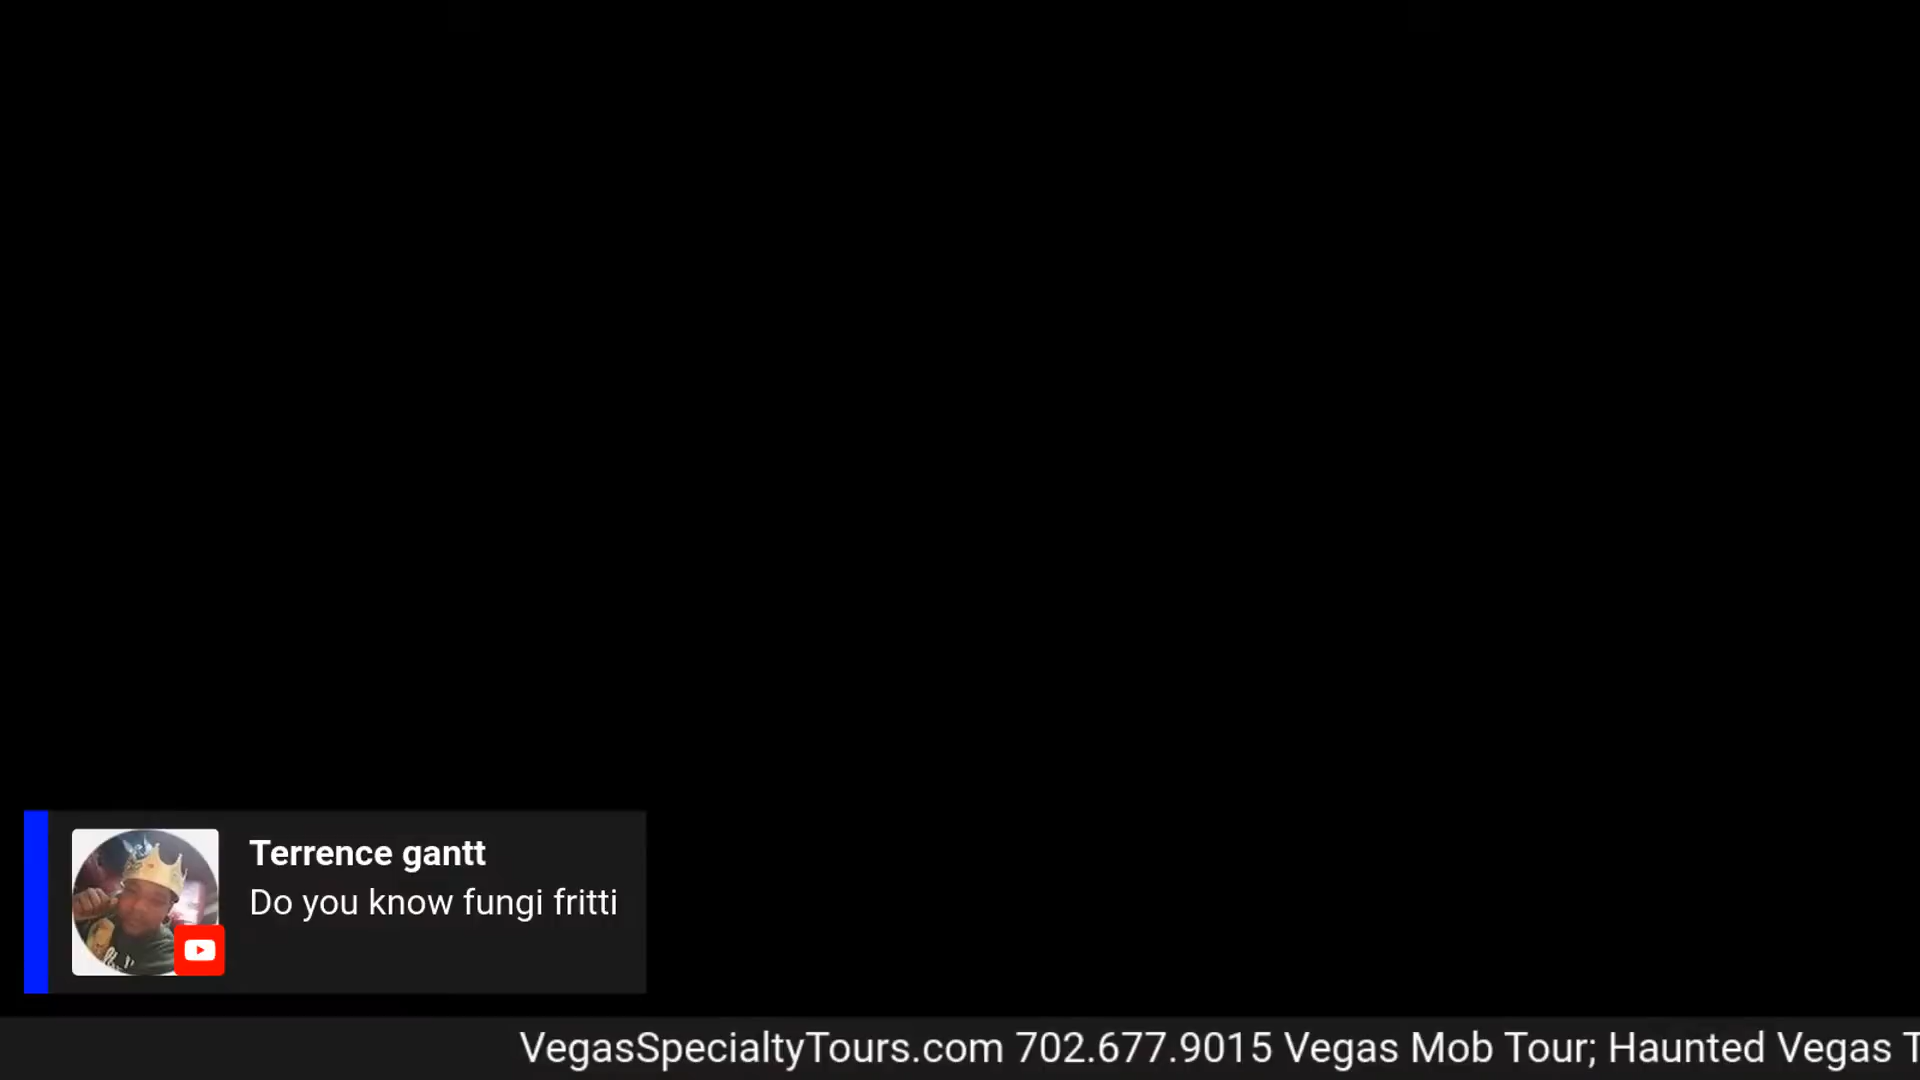 Terrence gantt
Do you know fungi fritti
VegasSpecialtyTours.com 702.677.9015 Vegas Mob Tour; Haunted Vegas T